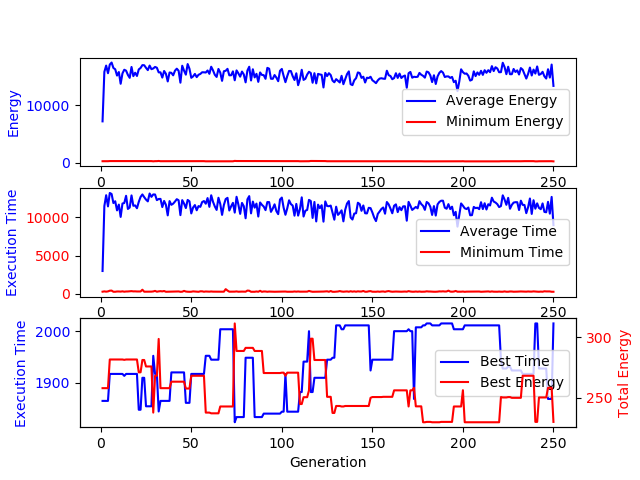 Energy
10000
0
Average Energy
Minimum Energy
0 50 100 150 200 250
Execution Time
10000
5000
0
Average Time
Minimum Time
0 50 100 150 200 250
Execution Time
2000
1900
Best Time
Best Energy
300
250
Total Energy
0 50 100 150 200 250
Generation